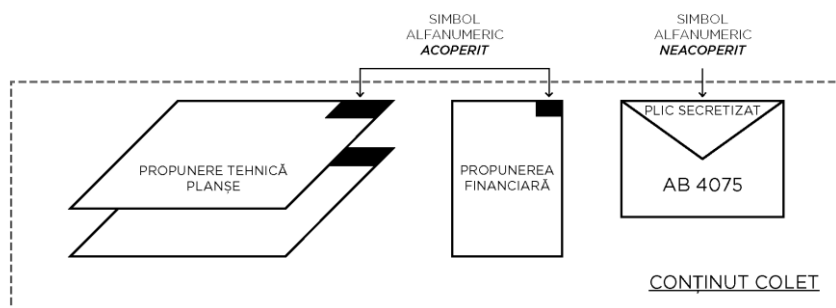 SIMBOL
ALFANUMERIC
ACOPERIT
SIMBOL
ALFANUMERIC
NEACOPERIT
PROPUNERE TEHNICĂ
PLANȘE
PROPUNEREA
FINANCIARĂ
PLIC SECRETIZAT
AB 4075
CONȚINUT COLET